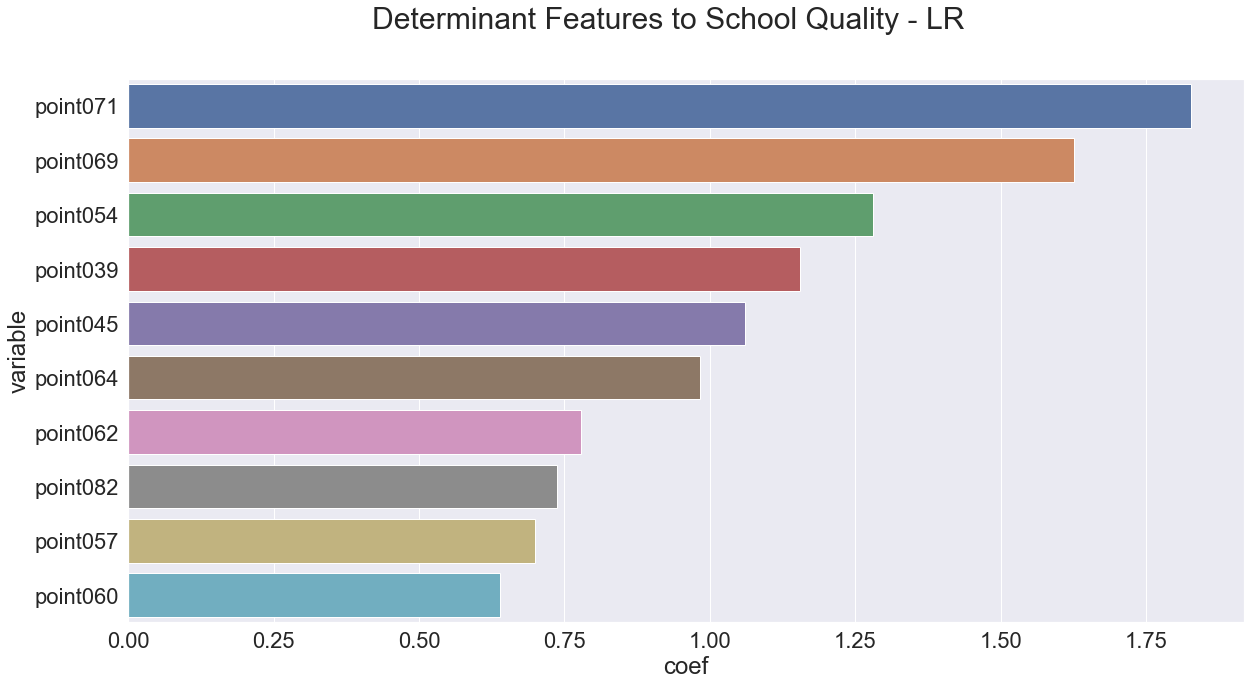 Determinant Features to School Quality - LR
variable
point071
point069
point054
point039
point045
point064
point062
point082
point057
point060
0.00 0.25 0.50 0.75 1.00 1.25 1.50 1.75
coef